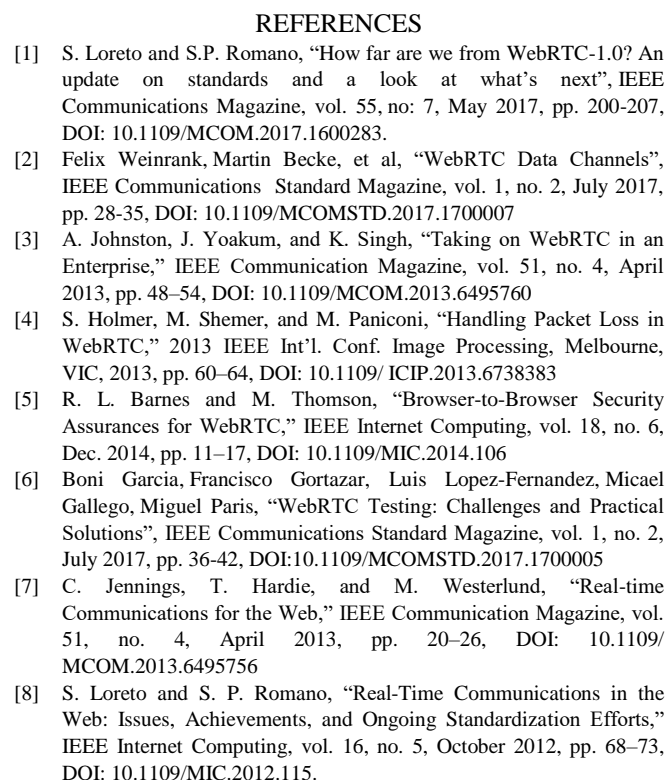 REFERENCES
[1] S. Loreto and S.P. Romano, “How far are we from WebRTC-1.0? An
update on standards and a look at what’s next”, IEEE
Communications Magazine, vol. 55, no: 7, May 2017, pp. 200-207,
DOI: 10.1109/MCOM.2017.1600283.
[2] Felix Weinrank, Martin Becke, et al, “WebRTC Data Channels”,
IEEE Communications Standard Magazine, vol. 1, no. 2, July 2017,
pp. 28-35, DOI: 10.1109/MCOMSTD.2017.1700007
[3] A. Johnston, J. Yoakum, and K. Singh, “Taking on WebRTC in an
Enterprise,” IEEE Communication Magazine, vol. 51, no. 4, April
2013, pp. 48–54, DOI: 10.1109/MCOM.2013.6495760
[4] S. Holmer, M. Shemer, and M. Paniconi, “Handling Packet Loss in
WebRTC,” 2013 IEEE Int’l. Conf. Image Processing, Melbourne,
VIC, 2013, pp. 60–64, DOI: 10.1109/ ICIP.2013.6738383
[5] R. L. Barnes and M. Thomson, “Browser-to-Browser Security
Assurances for WebRTC,” IEEE Internet Computing, vol. 18, no. 6,
Dec. 2014, pp. 11–17, DOI: 10.1109/MIC.2014.106
[6] Boni Garcia, Francisco Gortazar, Luis Lopez-Fernandez, Micael
Gallego, Miguel Paris, “WebRTC Testing: Challenges and Practical
Solutions”, IEEE Communications Standard Magazine, vol. 1, no. 2,
July 2017, pp. 36-42, DOI:10.1109/MCOMSTD.2017.1700005
[7] C. Jennings, T. Hardie, and M. Westerlund, “Real-time
Communications for the Web,” IEEE Communication Magazine, vol.
51, no. 4, April 2013, pp. 20–26, DOI: 10.1109/
MCOM.2013.6495756
[8] S. Loreto and S. P. Romano, “Real-Time Communications in the
Web: Issues, Achievements, and Ongoing Standardization Efforts,”
IEEE Internet Computing, vol. 16, no. 5, October 2012, pp. 68–73,
DOI: 10.1109/MIC.2012.115.